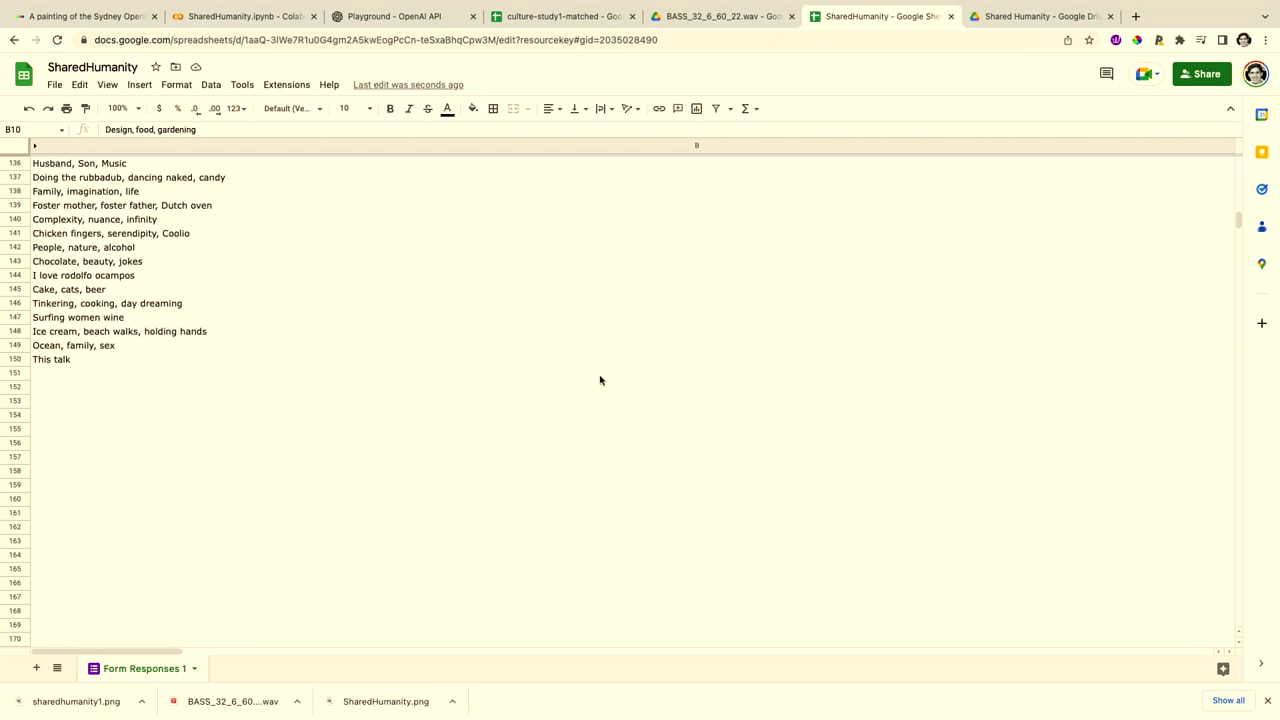 A painting of the Sydney Oper
SharedHumanity.ipynb - Colab
Playground - OpenAI API
culture-study1-matched - Goo
BASS_32_6_60_22.wav - Goo
SharedHumanity - Google She
Shared Humanity - Google Driv
docs.google.com/spreadsheets/d/1aaQ-3IWe7R1u0G4gm2A5kwEogPcCn-teSxaBhqCpw3M/edit?resourcekey#gid=2035028490
SharedHumanity
File Edit View Insert Format Data Tools Extensions Help Last edit was seconds ago
Share
100% $ % .0 .00 123 Default (Ve... 10 B I S A
B10 fx Design, food, gardening
B
136 Husband, Son, Music
137 Doing the rubbadub, dancing naked, candy
138 Family, imagination, life
139 Foster mother, foster father, Dutch oven
140 Complexity, nuance, infinity
141 Chicken fingers, serendipity, Coolio
142 People, nature, alcohol
143 Chocolate, beauty, jokes
144 I love rodolfo ocampos
145 Cake, cats, beer
146 Tinkering, cooking, day dreaming
147 Surfing women wine
148 Ice cream, beach walks, holding hands
149 Ocean, family, sex
150 This talk
151
152
153
154
155
156
157
158
159
160
161
162
163
164
165
166
167
168
169
170
Form Responses 1
sharedhumanity1.png
BASS_32_6_60....wav
SharedHumanity.png
Show all